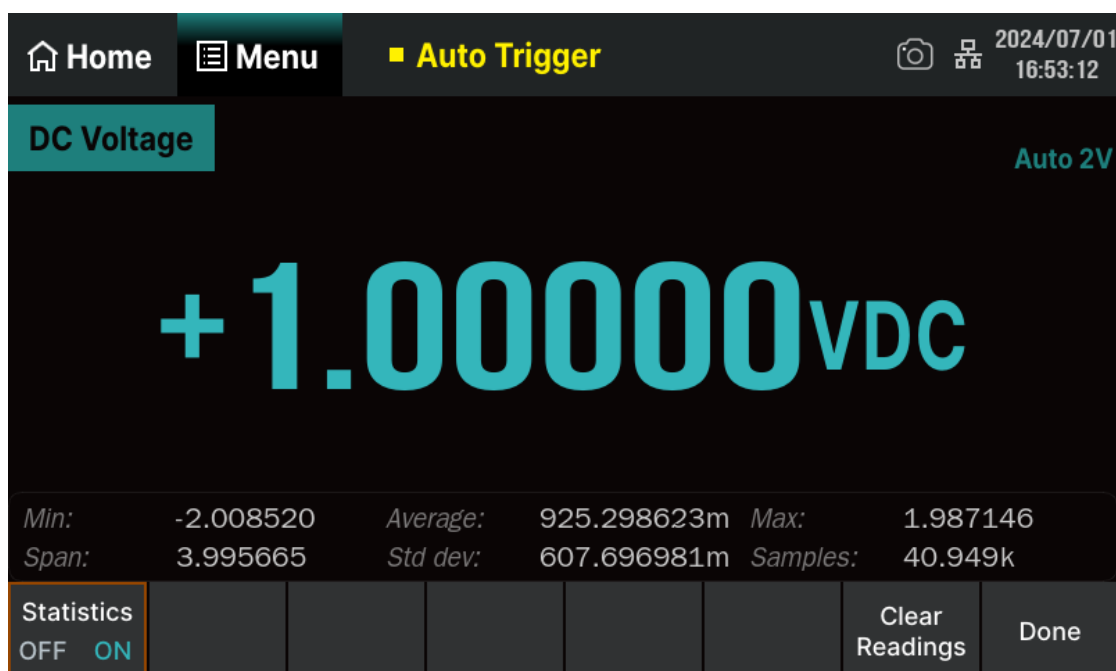 Home Menu Auto Trigger 2024/07/01
16:53:12
DC Voltage
Auto 2V
+1.00000VDC
Min: -2.008520 Average: 925.298623m Max: 1.987146
Span: 3.995665 Std dev: 607.696981m Samples: 40.949k
Statistics
OFF ON
Clear
Readings
Done